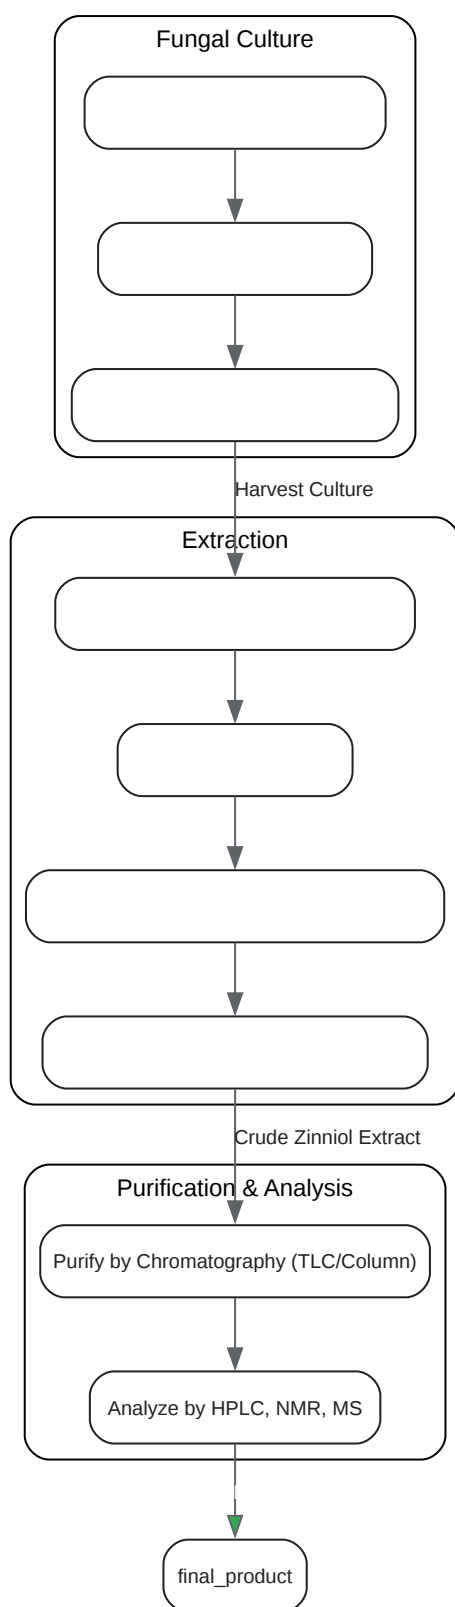 Fungal Culture
Harvest Culture
Extraction
Crude Zinniol Extract
Purification & Analysis
Purify by Chromatography (TLC/Column)
Analyze by HPLC, NMR, MS
final_product